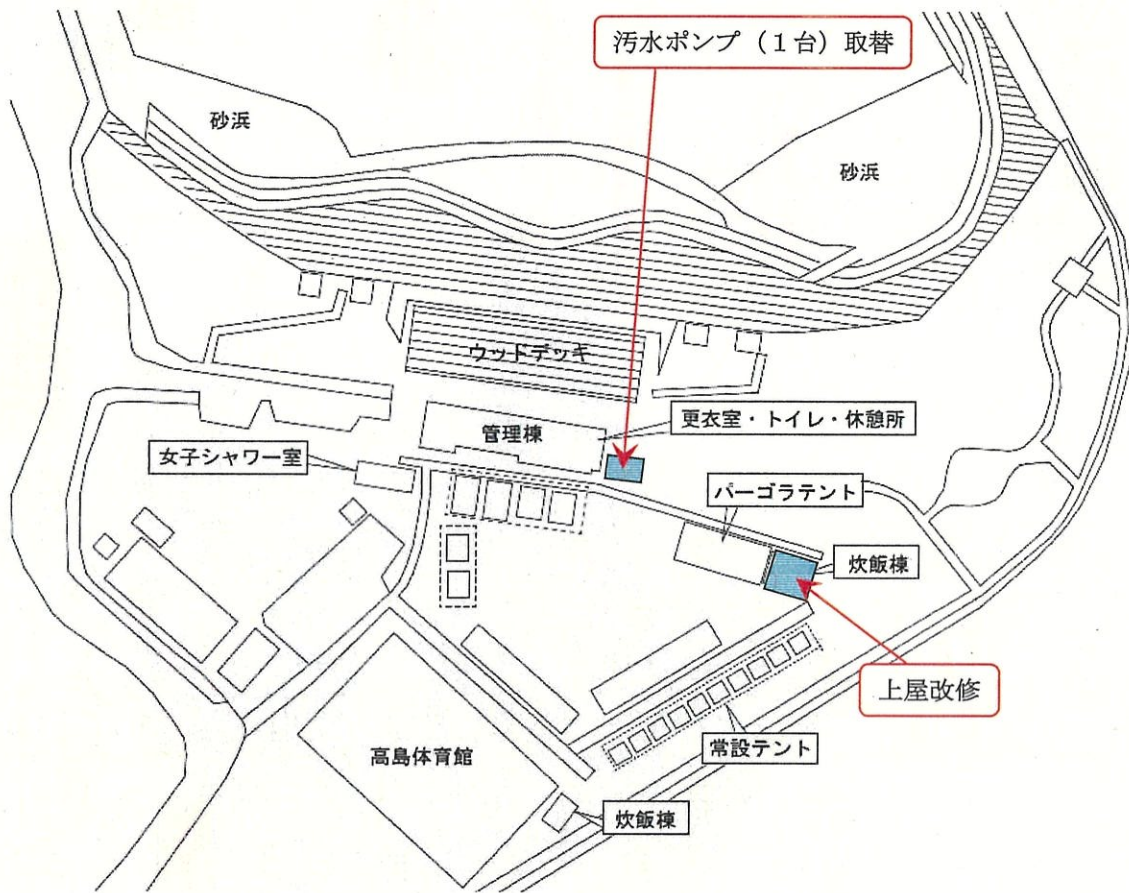 汚水ポンプ（１台）取替
砂浜
砂浜
ウッドデッキ
管理棟
更衣室・トイレ・休憩所
女子シャワー室
パーゴラテント
炊飯棟
上屋改修
常設テント
高島体育館
炊飯棟